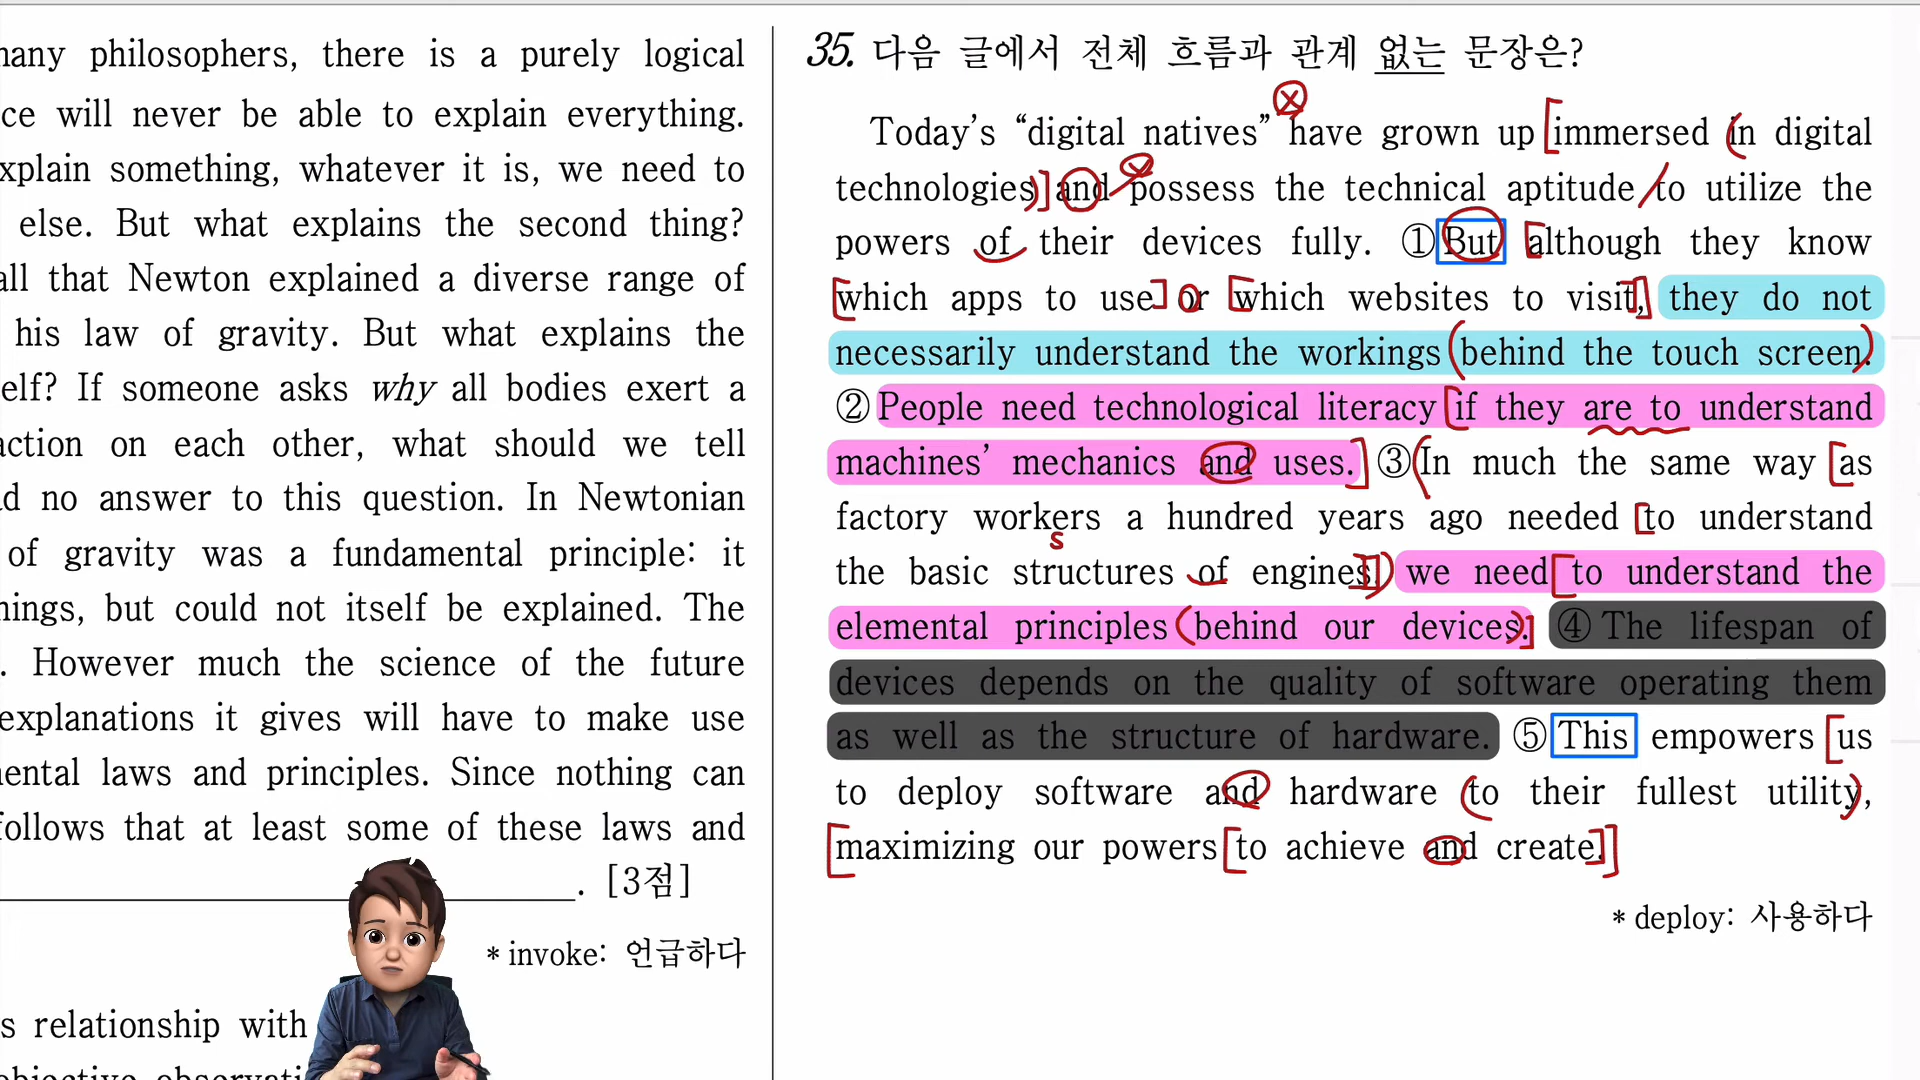 many philosophers, there is a purely logical
ce will never be able to explain everything.
xplain something, whatever it is, we need to
else. But what explains the second thing?
all that Newton explained a diverse range of
his law of gravity. But what explains the
self? If someone asks why all bodies exert a
action on each other, what should we tell
d no answer to this question. In Newtonian
of gravity was a fundamental principle: it
nings, but could not itself be explained. The
. However much the science of the future
explanations it gives will have to make use
mental laws and principles. Since nothing can
follows that at least some of these laws and
. [3점]
* invoke: 언급하다
s relationship with
objective observati
35. 다음 글에서 전체 흐름과 관계 없는 문장은?
Today's “digital natives” have grown up immersed in digital
technologies and possess the technical aptitude to utilize the
powers of their devices fully. ① But although they know
which apps to use or which websites to visit, they do not
necessarily understand the workings behind the touch screen.
② People need technological literacy if they are to understand
machines’ mechanics and uses. ③ In much the same way as
factory workers a hundred years ago needed to understand
s
the basic structures of engines, we need to understand the
elemental principles behind our devices. ④ The lifespan of
devices depends on the quality of software operating them
as well as the structure of hardware. ⑤ This empowers us
to deploy software and hardware to their fullest utility,
maximizing our powers to achieve and create.
* deploy: 사용하다